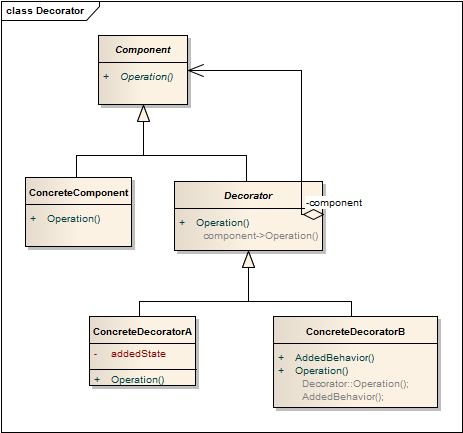 class Decorator
Component
+ Operation()
ConcreteComponent
+ Operation()
Decorator
+ Operation()
component->Operation()
-component
ConcreteDecoratorA
- addedState
+ Operation()
ConcreteDecoratorB
+ AddedBehavior()
+ Operation()
Decorator::Operation();
AddedBehavior();